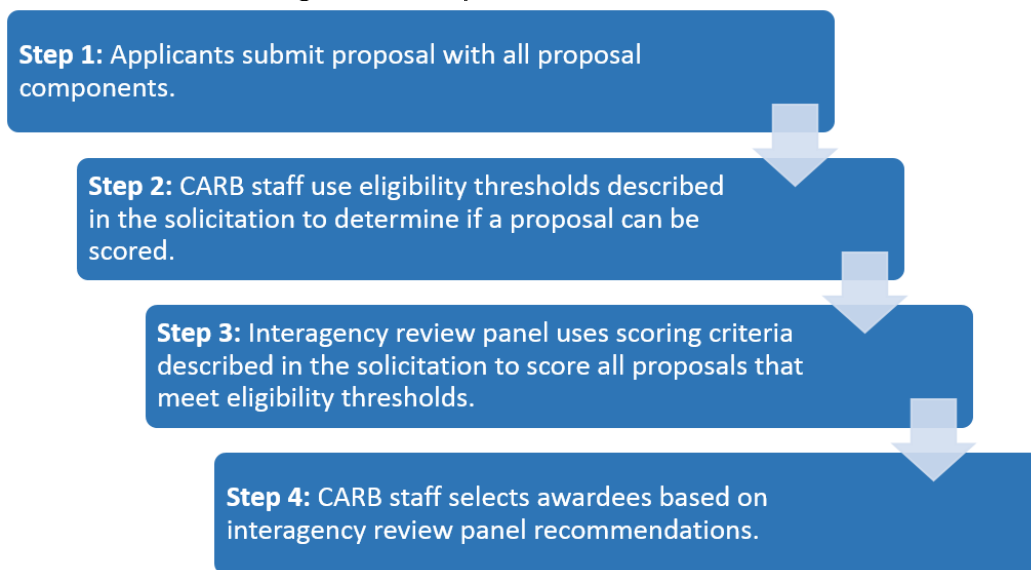 Step 1: Applicants submit proposal with all proposal
components.
Step 2: CARB staff use eligibility thresholds described
in the solicitation to determine if a proposal can be
scored.
Step 3: Interagency review panel uses scoring criteria
described in the solicitation to score all proposals that
meet eligibility thresholds.
Step 4: CARB staff selects awardees based on
interagency review panel recommendations.